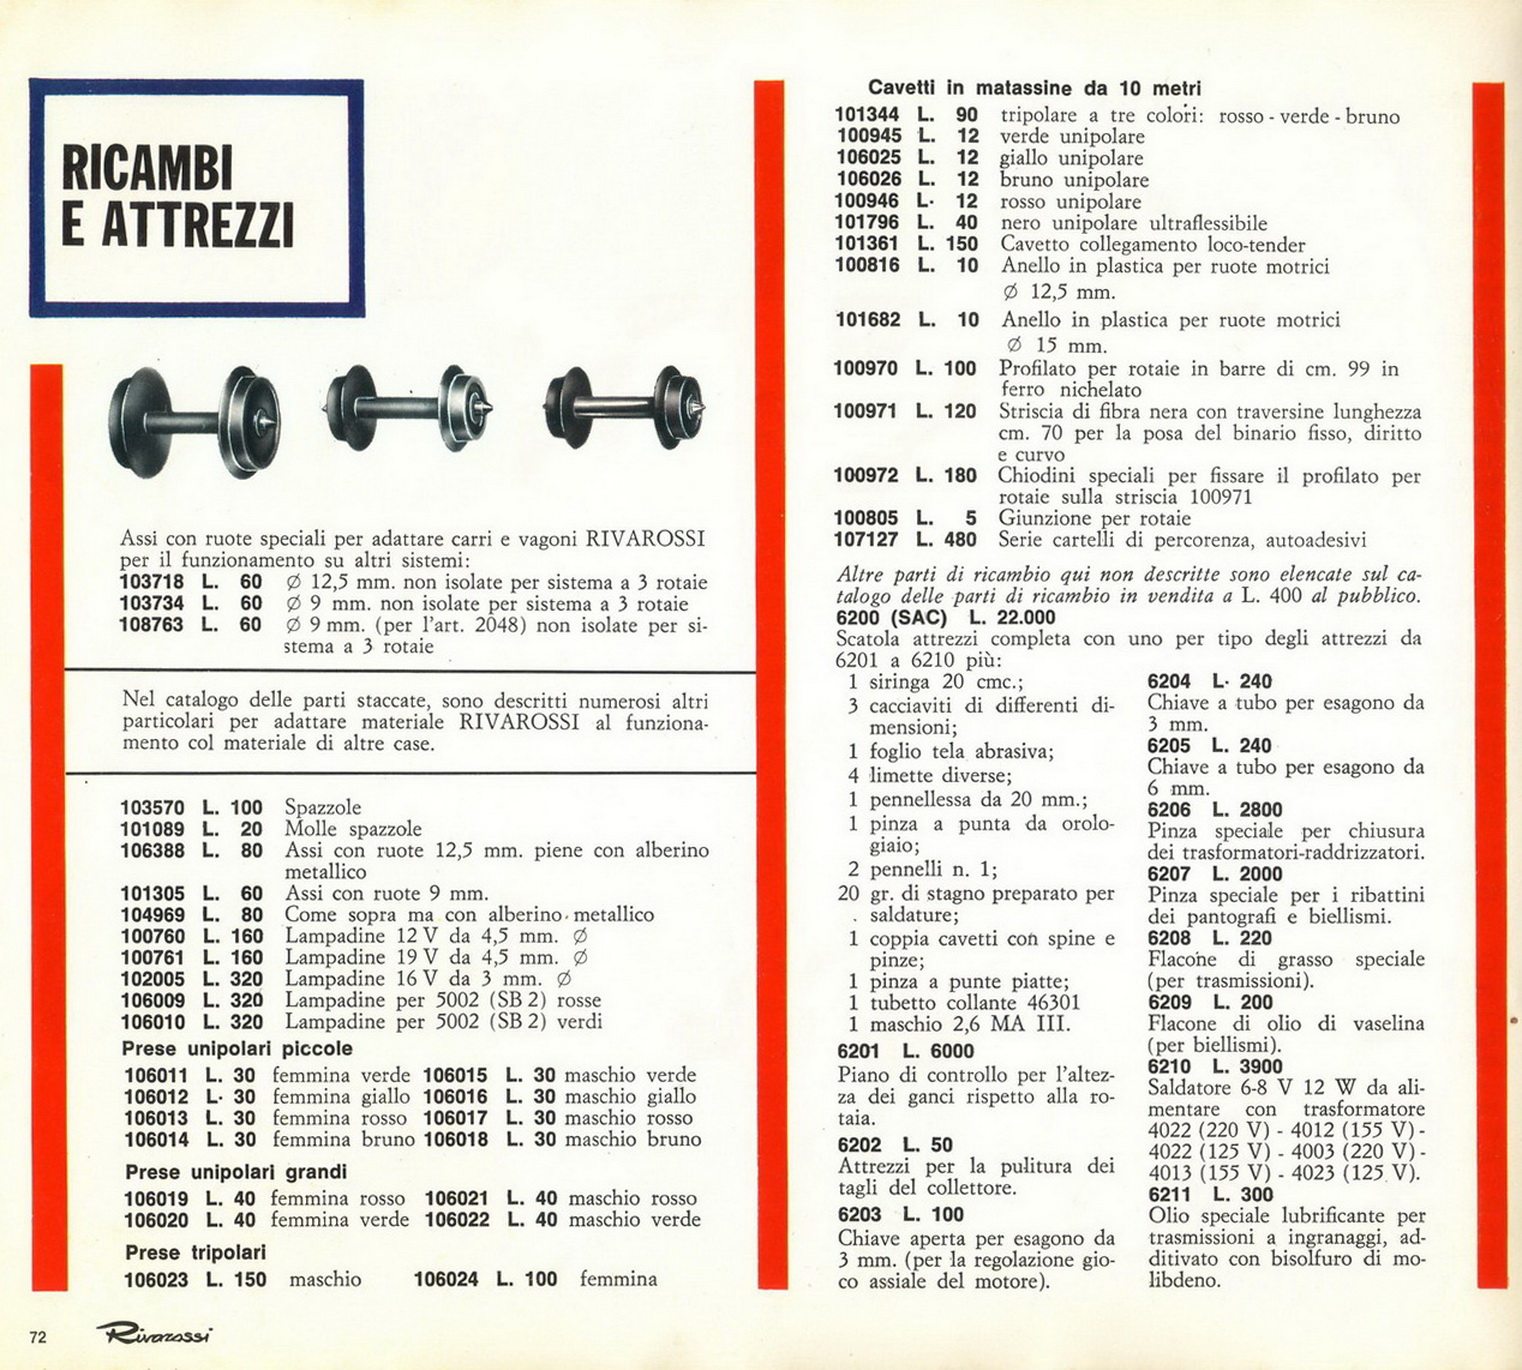 RICAMBI
E ATTREZZI
Assi con ruote speciali per adattare carri e vagoni RIVAROSSI
per il funzionamento su altri sistemi:
103718 L. 60 ∅ 12,5 mm. non isolate per sistema a 3 rotaie
103734 L. 60 ∅ 9 mm. non isolate per sistema a 3 rotaie
108763 L. 60 ∅ 9 mm. (per l'art. 2048) non isolate per si-
stema a 3 rotaie
Nel catalogo delle parti staccate, sono descritti numerosi altri
particolari per adattare materiale RIVAROSSI al funziona-
mento col materiale di altre case.
103570 L. 100 Spazzole
101089 L. 20 Molle spazzole
106388 L. 80 Assi con ruote 12,5 mm. piene con alberino
metallico
101305 L. 60 Assi con ruote 9 mm.
104969 L. 80 Come sopra ma con alberino metallico
100760 L. 160 Lampadine 12 V da 4,5 mm. ∅
100761 L. 160 Lampadine 19 V da 4,5 mm. ∅
102005 L. 320 Lampadine 16 V da 3 mm. ∅
106009 L. 320 Lampadine per 5002 (SB 2) rosse
106010 L. 320 Lampadine per 5002 (SB 2) verdi
Prese unipolari piccole
106011 L. 30 femmina verde 106015 L. 30 maschio verde
106012 L. 30 femmina giallo 106016 L. 30 maschio giallo
106013 L. 30 femmina rosso 106017 L. 30 maschio rosso
106014 L. 30 femmina bruno 106018 L. 30 maschio bruno
Prese unipolari grandi
106019 L. 40 femmina rosso 106021 L. 40 maschio rosso
106020 L. 40 femmina verde 106022 L. 40 maschio verde
Prese tripolari
106023 L. 150 maschio 106024 L. 100 femmina
72 Rivarossi
Cavetti in matassine da 10 metri
101344 L. 90 tripolare a tre colori: rosso - verde - bruno
100945 L. 12 verde unipolare
106025 L. 12 giallo unipolare
106026 L. 12 bruno unipolare
100946 L. 12 rosso unipolare
101796 L. 40 nero unipolare ultraflessibile
101361 L. 150 Cavetto collegamento loco-tender
100816 L. 10 Anello in plastica per ruote motrici
∅ 12,5 mm.
101682 L. 10 Anello in plastica per ruote motrici
∅ 15 mm.
100970 L. 100 Profilato per rotaie in barre di cm. 99 in
ferro nichelato
100971 L. 120 Striscia di fibra nera con traversine lunghezza
cm. 70 per la posa del binario fisso, diritto
e curvo
100972 L. 180 Chiodini speciali per fissare il profilato per
rotaie sulla striscia 100971
100805 L. 5 Giunzione per rotaie
107127 L. 480 Serie cartelli di percorenza, autoadesivi
Altre parti di ricambio qui non descritte sono elencate sul ca-
talogo delle parti di ricambio in vendita a L. 400 al pubblico.
6200 (SAC) L. 22.000
Scatola attrezzi completa con uno per tipo degli attrezzi da
6201 a 6210 più:
1 siringa 20 cmc.;
3 cacciaviti di differenti di-
mensioni;
1 foglio tela abrasiva;
4 limette diverse;
1 pennellessa da 20 mm.;
1 pinza a punta da orolo-
giaio;
2 pennelli n. 1;
20 gr. di stagno preparato per
saldature;
1 coppia cavetti con spine e
pinze;
1 pinza a punte piatte;
1 tubetto collante 46301
1 maschio 2,6 MA III.
6201 L. 6000
Piano di controllo per l'altez-
za dei ganci rispetto alla ro-
taia.
6202 L. 50
Attrezzi per la pulitura dei
tagli del collettore.
6203 L. 100
Chiave aperta per esagono da
3 mm. (per la regolazione gio-
co assiale del motore).
6204 L. 240
Chiave a tubo per esagono da
3 mm.
6205 L. 240
Chiave a tubo per esagono da
6 mm.
6206 L. 2800
Pinza speciale per chiusura
dei trasformatori-raddrizzatori.
6207 L. 2000
Pinza speciale per i ribattini
dei pantografi e biellismi.
6208 L. 220
Flacone di grasso speciale
(per trasmissioni).
6209 L. 200
Flacone di olio di vaselina
(per biellismi).
6210 L. 3900
Saldatore 6-8 V 12 W da ali-
mentare con trasformatore
4022 (220 V) - 4012 (155 V) -
4022 (125 V) - 4003 (220 V) -
4013 (155 V) - 4023 (125 V).
6211 L. 300
Olio speciale lubrificante per
trasmissioni a ingranaggi, ad-
ditivato con bisolfuro di mo-
libdeno.